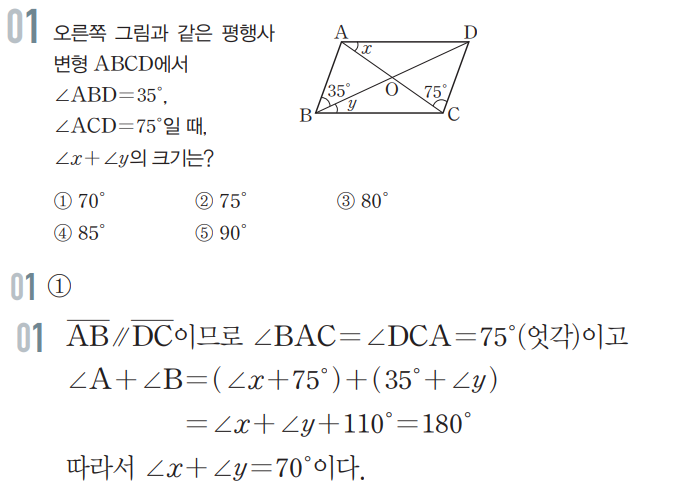 01 오른쪽 그림과 같은 평행사
변형 ABCD에서
∠ABD=35°,
∠ACD=75°일 때,
∠x+∠y의 크기는?
A D
x
35° O 75°
y
B C
① 70° ② 75° ③ 80°
④ 85° ⑤ 90°
01 ①
01 \overline{AB}∥\overline{DC}이므로 ∠BAC=∠DCA=75°(엇각)이고
∠A+∠B=(∠x+75°)+(35°+∠y)
=∠x+∠y+110°=180°
따라서 ∠x+∠y=70°이다.